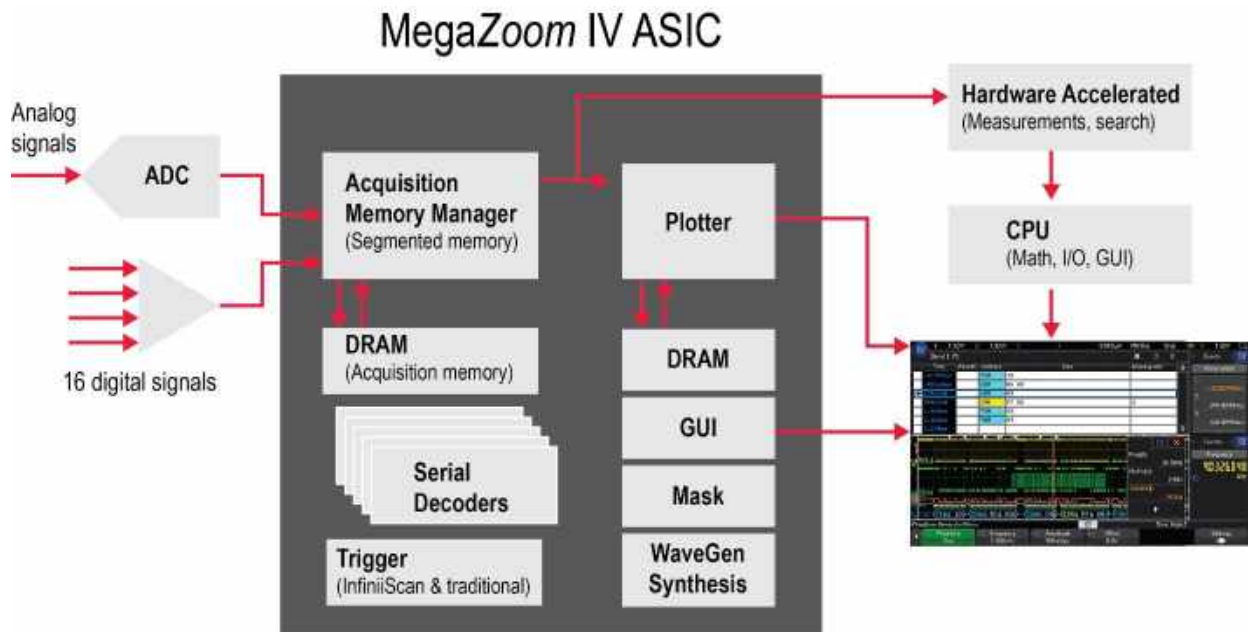 MegaZoom IV ASIC
Analog
signals
ADC
16 digital signals
Acquisition
Memory Manager
(Segmented memory)
DRAM
(Acquisition memory)
Serial
Decoders
Trigger
(InfiniiScan & traditional)
Plotter
DRAM
GUI
Mask
WaveGen
Synthesis
Hardware Accelerated
(Measurements, search)
CPU
(Math, I/O, GUI)